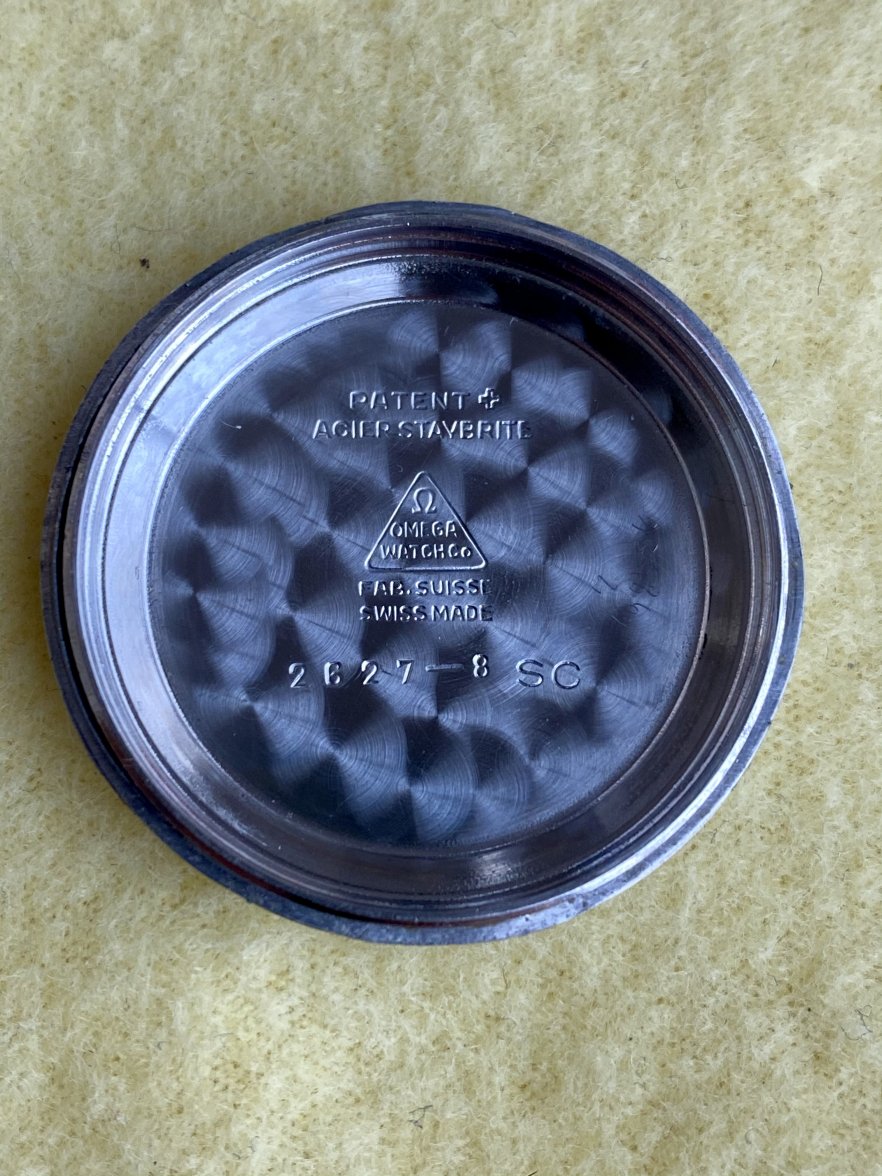 PATENT ✚
ACIER STAYBRITE
Ω
OMEGA
WATCH Co
FAB. SUISSE
SWISS MADE
2627—8 SC